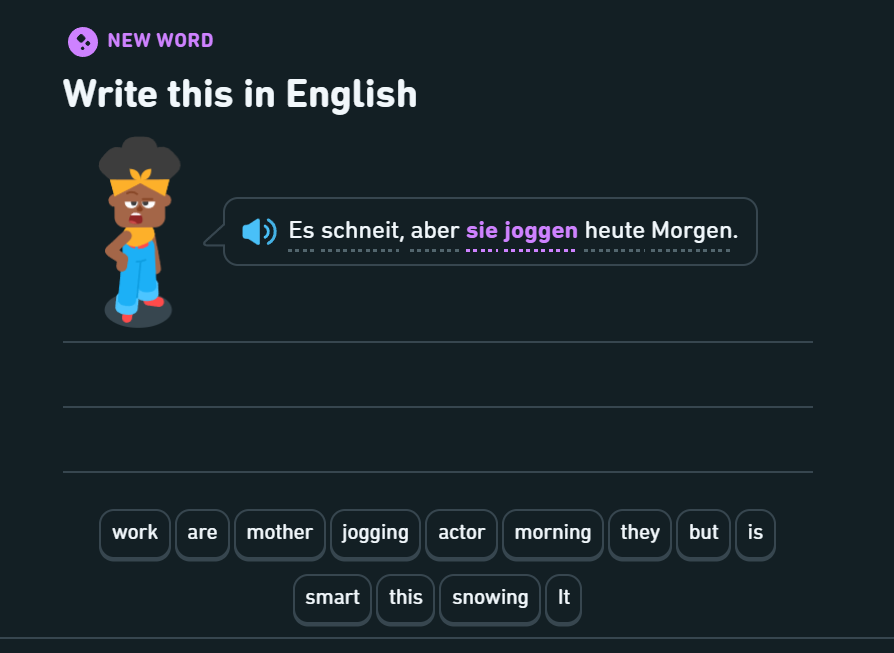 NEW WORD
Write this in English
Es schneit, aber sie joggen heute Morgen.
work are mother jogging actor morning they but is
smart this snowing It